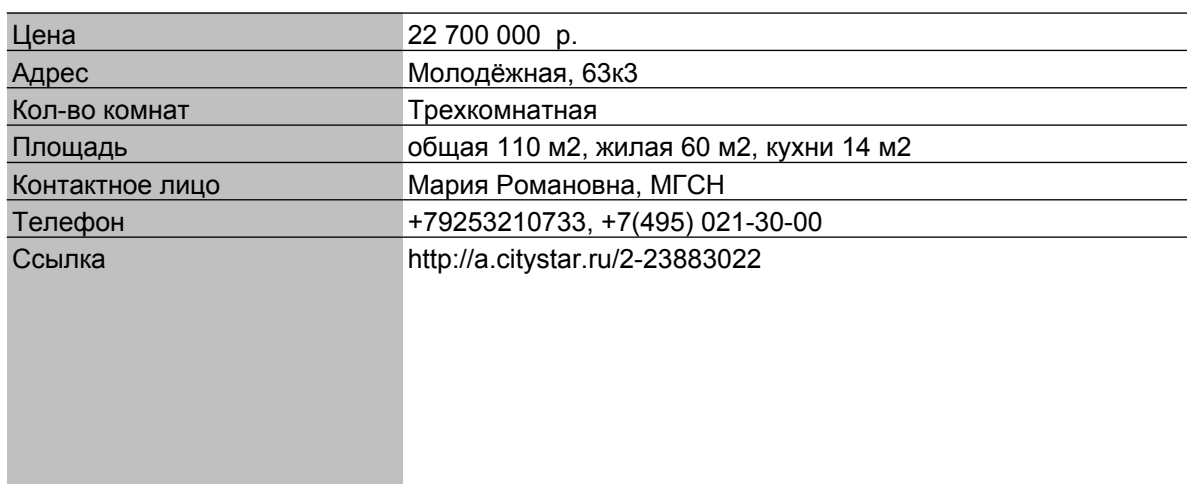 Цена 22 700 000 р.
Адрес Молодёжная, 63к3
Кол-во комнат Трехкомнатная
Площадь общая 110 м2, жилая 60 м2, кухни 14 м2
Контактное лицо Мария Романовна, МГСН
Телефон +79253210733, +7(495) 021-30-00
Ссылка http://a.citystar.ru/2-23883022